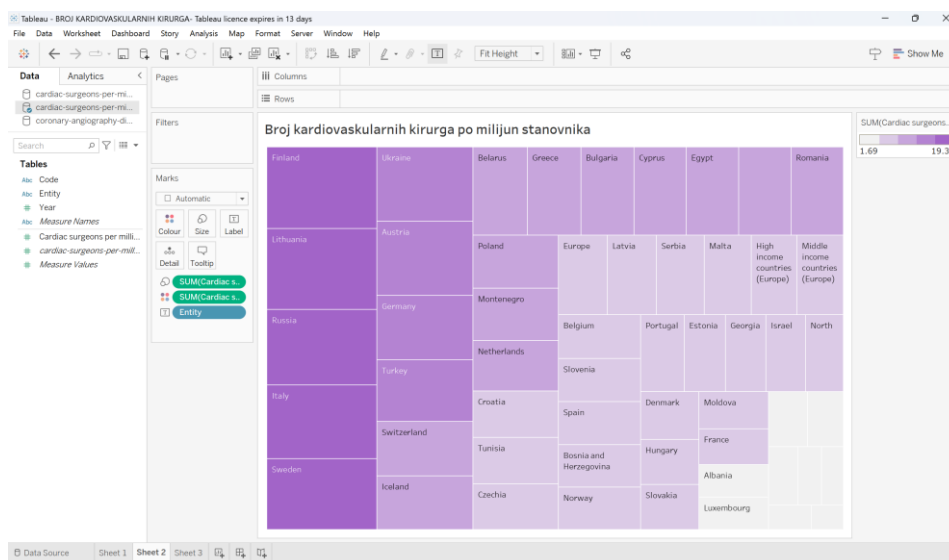 Tableau - BROJ KARDIOVASKULARNIH KIRURGA- Tableau licence expires in 13 days
File Data Worksheet Dashboard Story Analysis Map Format Server Window Help
Fit Height
Show Me
Data Analytics
cardiac-surgeons-per-mi...
cardiac-surgeons-per-mi...
coronary-angiography-di...
Search
Tables
Abc Code
Abc Entity
# Year
Abc Measure Names
# Cardiac surgeons per milli...
# cardiac-surgeons-per-mill...
# Measure Values
Pages
Filters
Marks
Automatic
Colour Size Label
Detail Tooltip
SUM(Cardiac s..
SUM(Cardiac s..
Entity
Columns
Rows
Broj kardiovaskularnih kirurga po milijun stanovnika
Finland
Lithuania
Russia
Italy
Sweden
Ukraine
Austria
Germany
Turkey
Switzerland
Iceland
Belarus
Greece
Bulgaria
Cyprus
Egypt
Romania
Poland
Montenegro
Netherlands
Croatia
Tunisia
Czechia
Europe
Latvia
Serbia
Malta
High
income
countries
(Europe)
Middle
income
countries
(Europe)
Belgium
Slovenia
Spain
Bosnia and
Herzegovina
Norway
Portugal
Estonia
Georgia
Israel
North
Denmark
Hungary
Slovakia
Moldova
France
Albania
Luxembourg
SUM(Cardiac surgeons..
1.69
Data Source Sheet 1 Sheet 2 Sheet 3